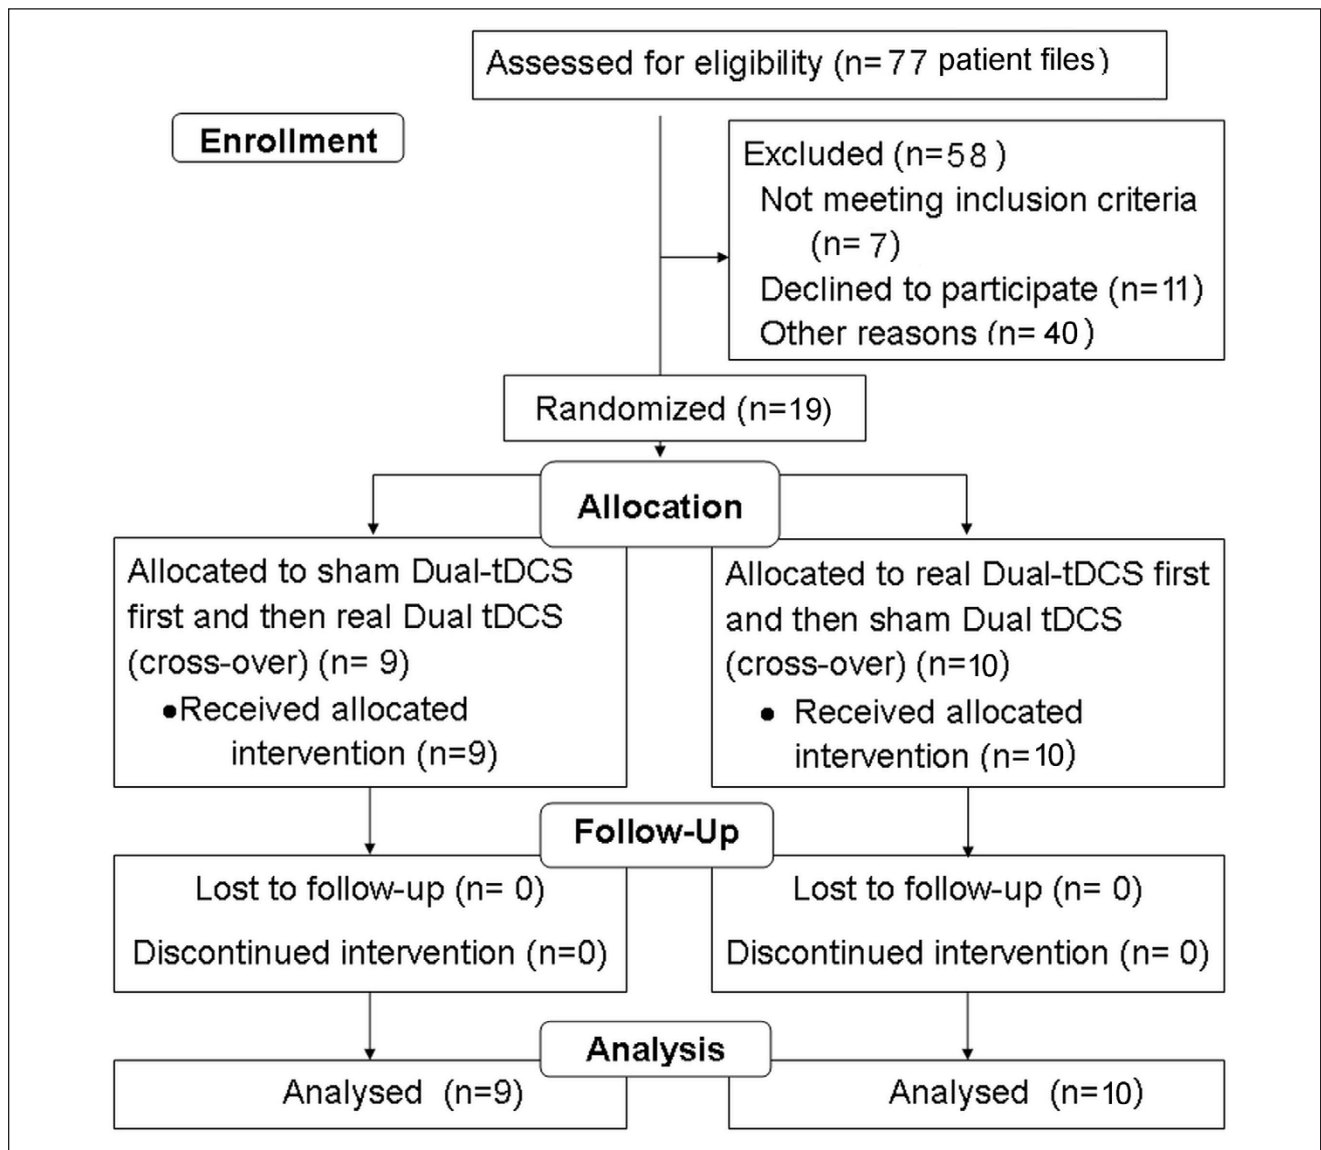 Assessed for eligibility (n= 77 patient files)
Enrollment
Excluded (n=58 )
Not meeting inclusion criteria
(n= 7)
Declined to participate (n=11)
Other reasons (n= 40 )
Randomized (n=19)
Allocation
Allocated to sham Dual-tDCS
first and then real Dual tDCS
(cross-over) (n= 9)
•Received allocated
intervention (n=9)
Allocated to real Dual-tDCS first
and then sham Dual tDCS
(cross-over) (n=10)
• Received allocated
intervention (n=10)
Follow-Up
Lost to follow-up (n= 0)
Discontinued intervention (n=0)
Lost to follow-up (n= 0)
Discontinued intervention (n= 0)
Analysis
Analysed (n=9)
Analysed (n=10)